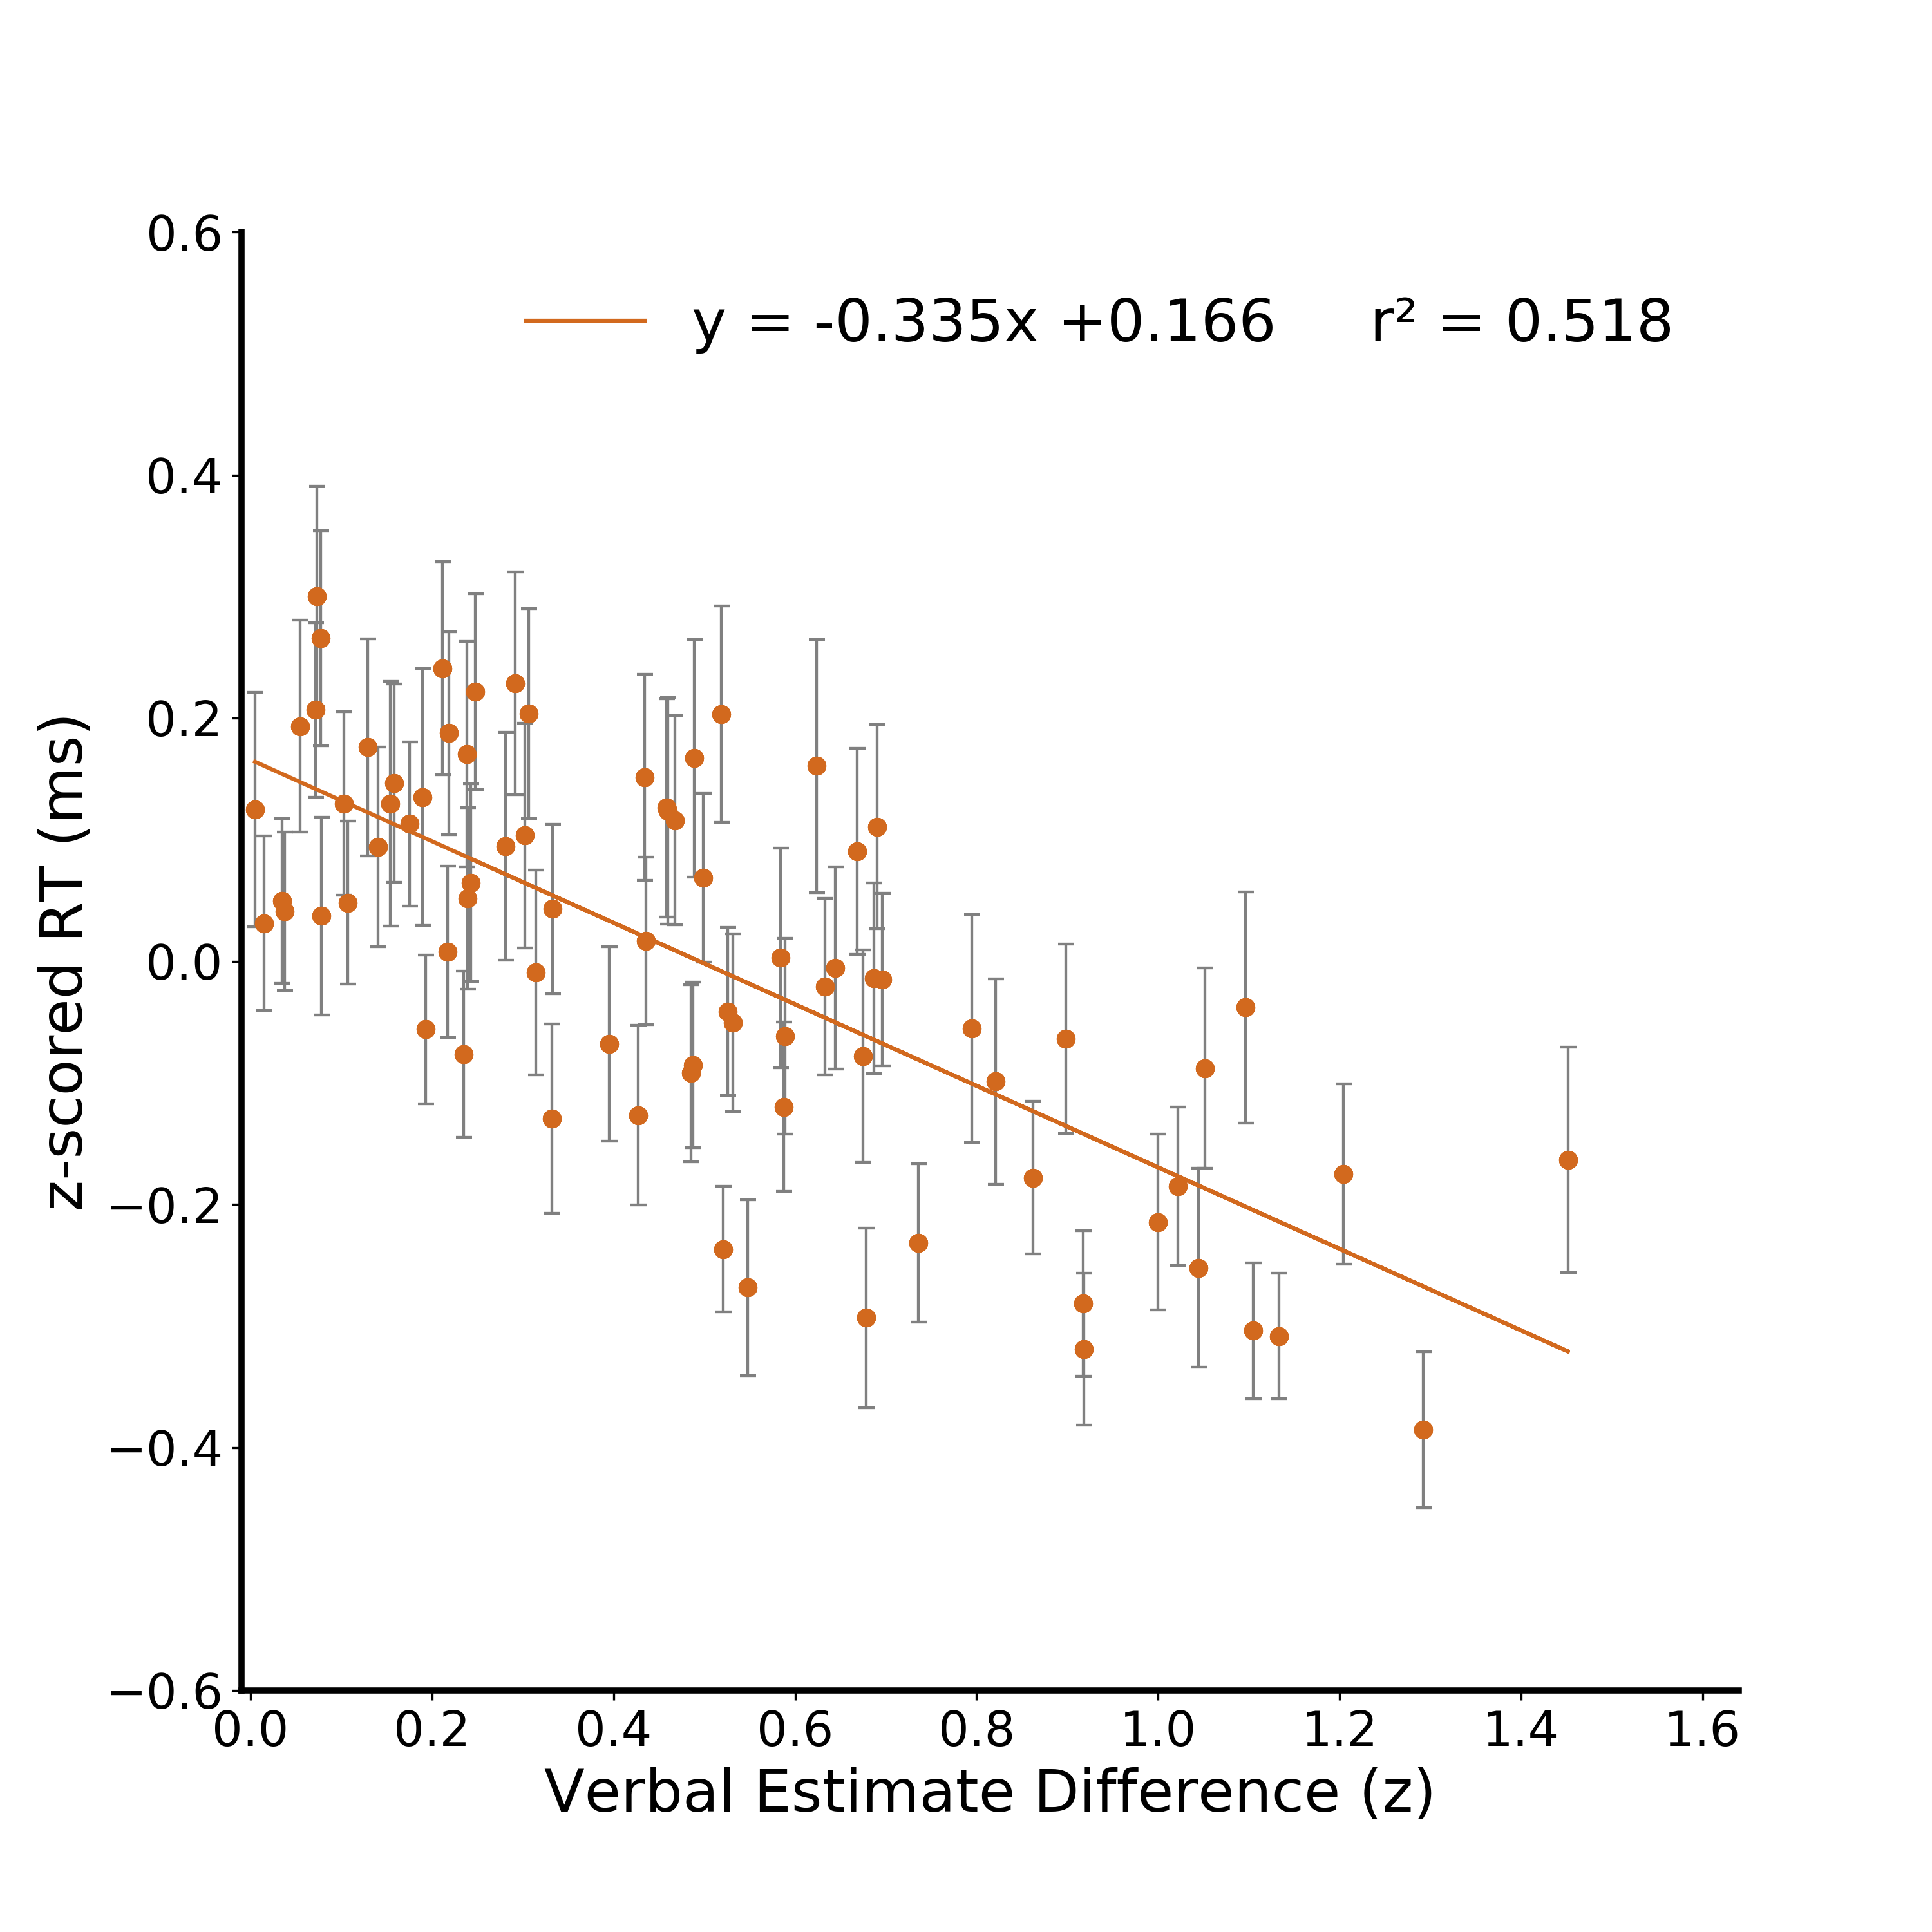 0.6
y = -0.335x +0.166 r² = 0.518
0.4
0.2
0.0
−0.2
−0.4
−0.6
z-scored RT (ms)
0.0 0.2 0.4 0.6 0.8 1.0 1.2 1.4 1.6
Verbal Estimate Difference (z)